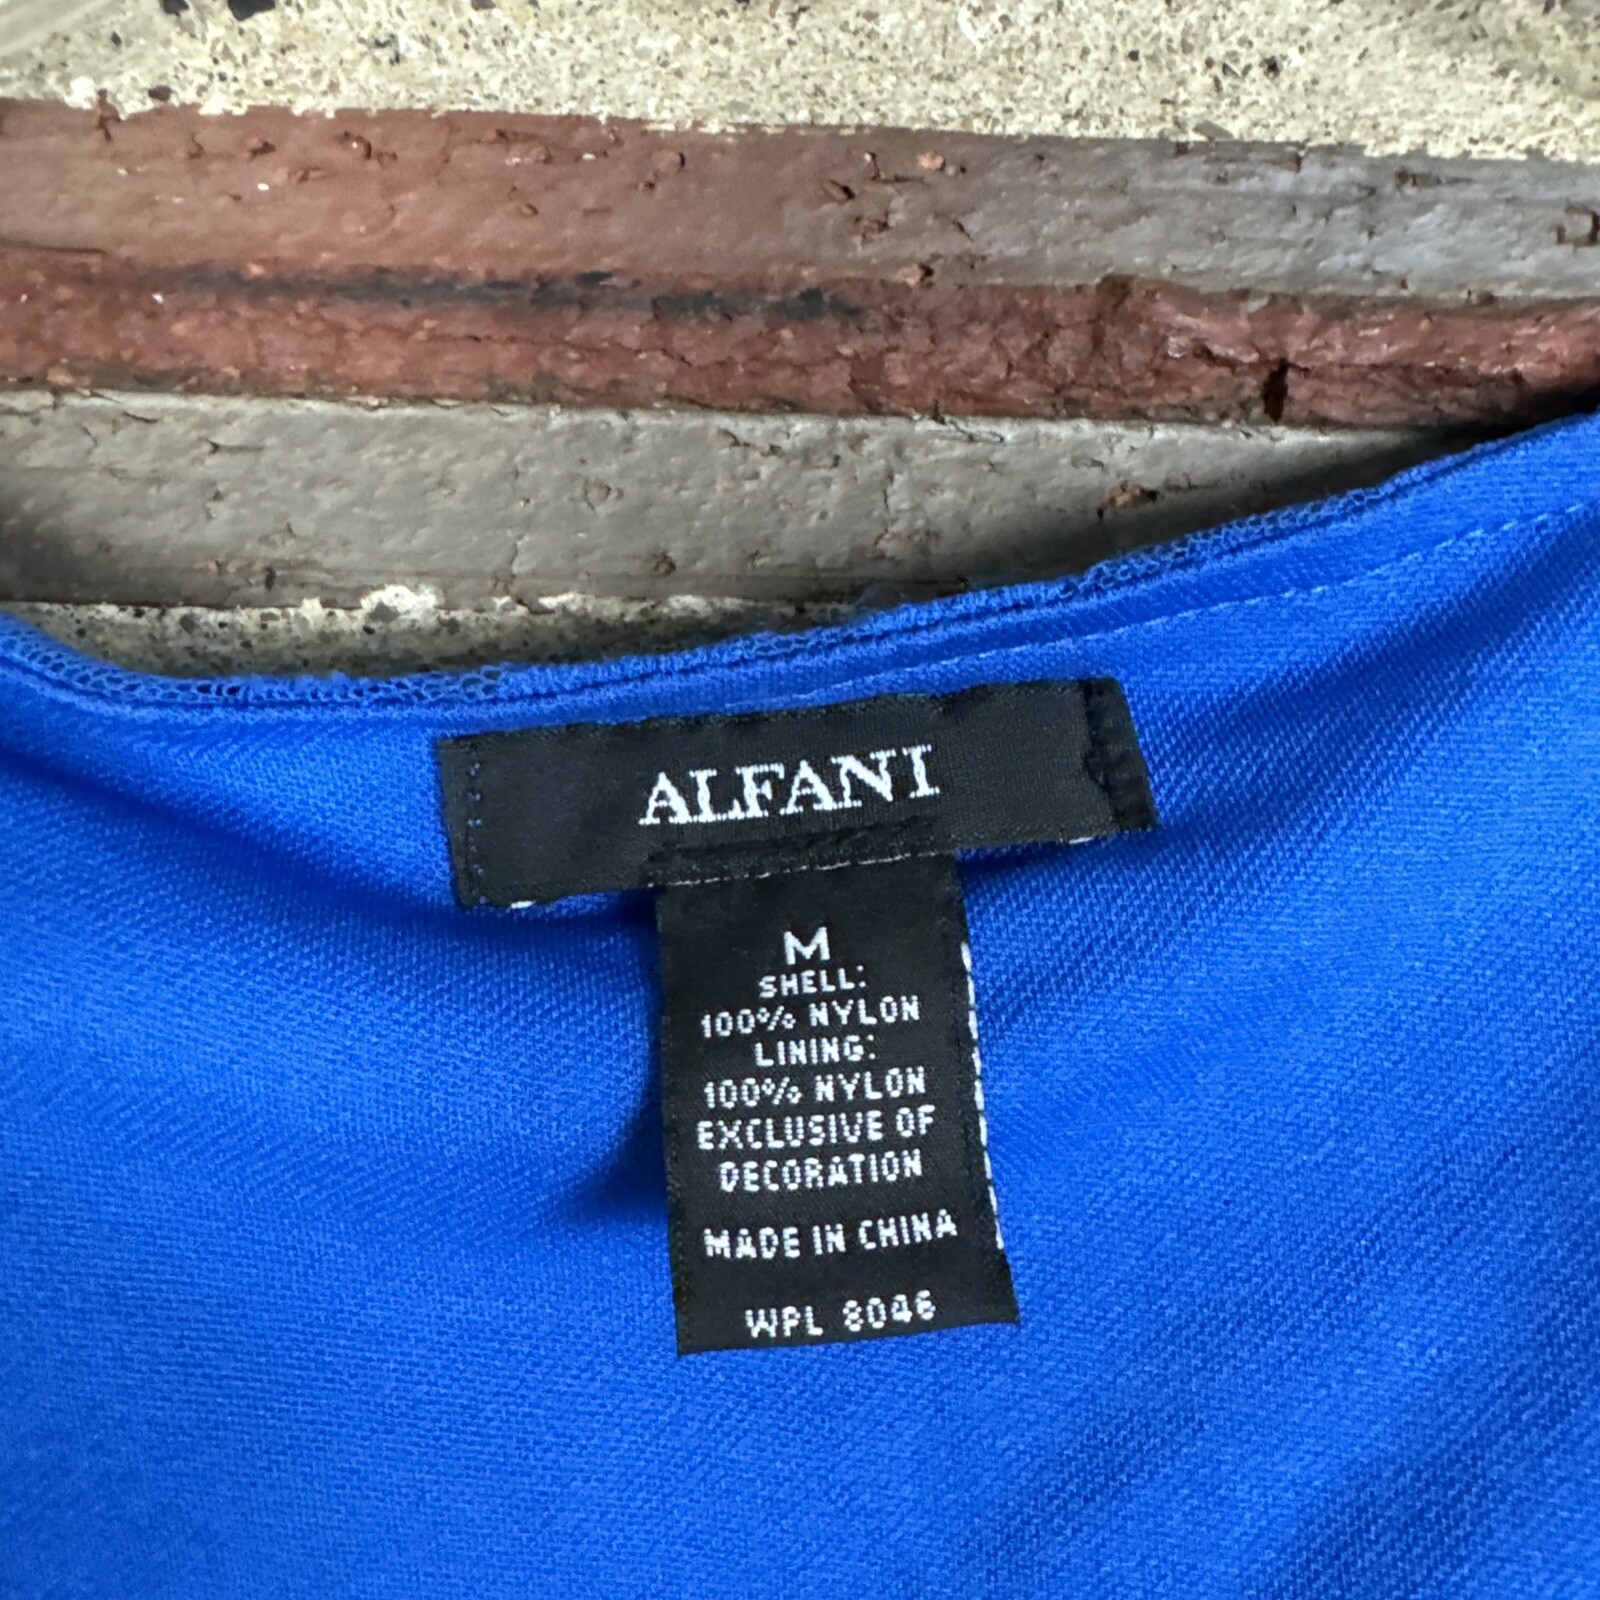 ALFANI
M
SHELL:
100% NYLON
LINING:
100% NYLON
EXCLUSIVE OF
DECORATION
MADE IN CHINA
WPL 8046